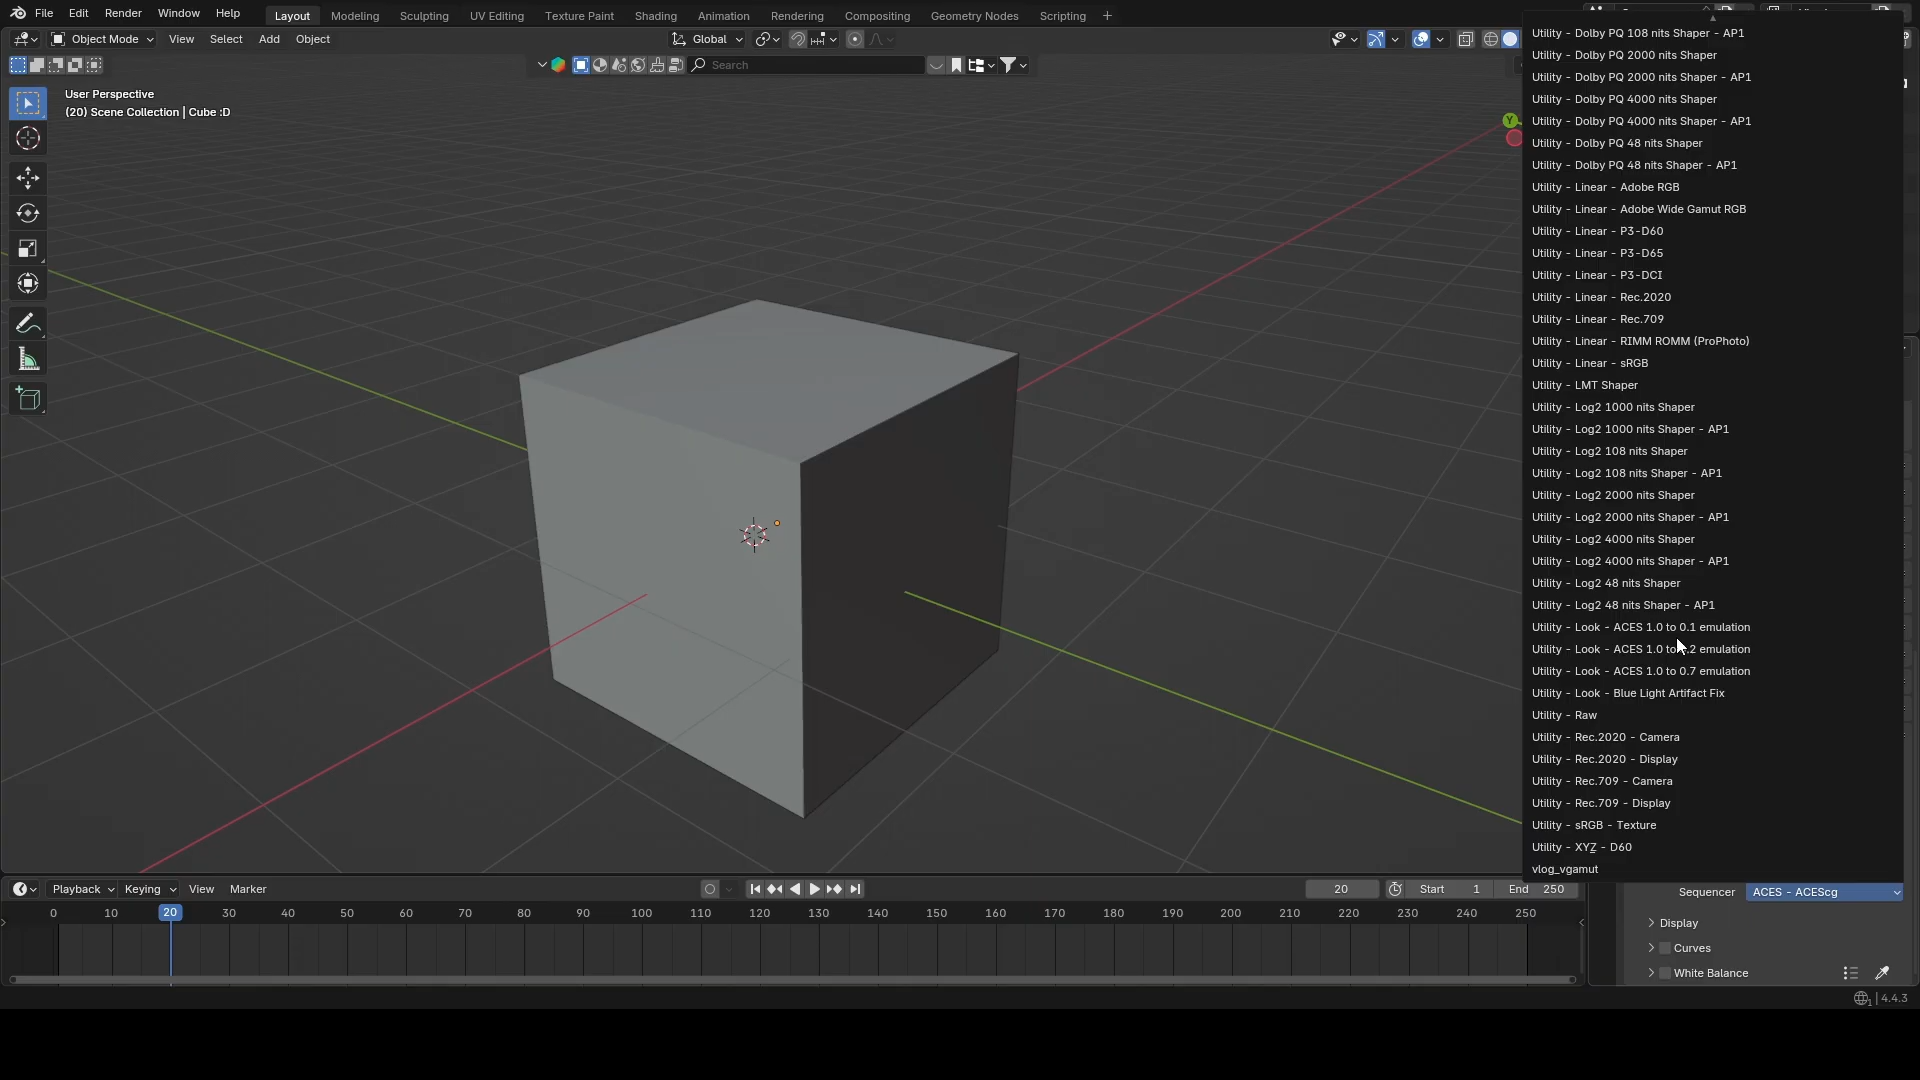 File Edit Render Window Help Layout Modeling Sculpting UV Editing Texture Paint Shading Animation Rendering Compositing Geometry Nodes Scripting +
Object Mode View Select Add Object Global
Search
User Perspective
(20) Scene Collection | Cube :D
Y
Utility - Dolby PQ 108 nits Shaper - AP1
Utility - Dolby PQ 2000 nits Shaper
Utility - Dolby PQ 2000 nits Shaper - AP1
Utility - Dolby PQ 4000 nits Shaper
Utility - Dolby PQ 4000 nits Shaper - AP1
Utility - Dolby PQ 48 nits Shaper
Utility - Dolby PQ 48 nits Shaper - AP1
Utility - Linear - Adobe RGB
Utility - Linear - Adobe Wide Gamut RGB
Utility - Linear - P3-D60
Utility - Linear - P3-D65
Utility - Linear - P3-DCI
Utility - Linear - Rec.2020
Utility - Linear - Rec.709
Utility - Linear - RIMM ROMM (ProPhoto)
Utility - Linear - sRGB
Utility - LMT Shaper
Utility - Log2 1000 nits Shaper
Utility - Log2 1000 nits Shaper - AP1
Utility - Log2 108 nits Shaper
Utility - Log2 108 nits Shaper - AP1
Utility - Log2 2000 nits Shaper
Utility - Log2 2000 nits Shaper - AP1
Utility - Log2 4000 nits Shaper
Utility - Log2 4000 nits Shaper - AP1
Utility - Log2 48 nits Shaper
Utility - Log2 48 nits Shaper - AP1
Utility - Look - ACES 1.0 to 0.1 emulation
Utility - Look - ACES 1.0 to .2 emulation
Utility - Look - ACES 1.0 to 0.7 emulation
Utility - Look - Blue Light Artifact Fix
Utility - Raw
Utility - Rec.2020 - Camera
Utility - Rec.2020 - Display
Utility - Rec.709 - Camera
Utility - Rec.709 - Display
Utility - sRGB - Texture
Utility - XYZ - D60
vlog_vgamut
Sequencer ACES - ACEScg
Display
Curves
White Balance
Playback Keying View Marker 20 Start 1 End 250
0 10 20 30 40 50 60 70 80 90 100 110 120 130 140 150 160 170 180 190 200 210 220 230 240 250
1 | 4.4.3